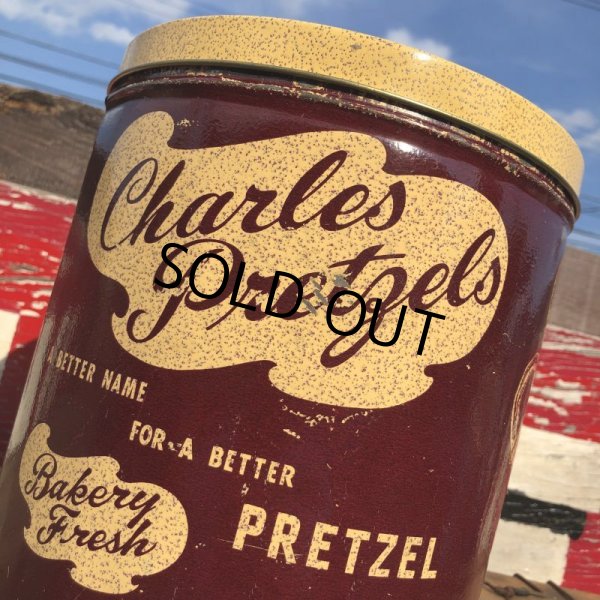 Charles
Pretzels
SOLD OUT
A BETTER NAME
FOR A BETTER
PRETZEL
Bakery
Fresh